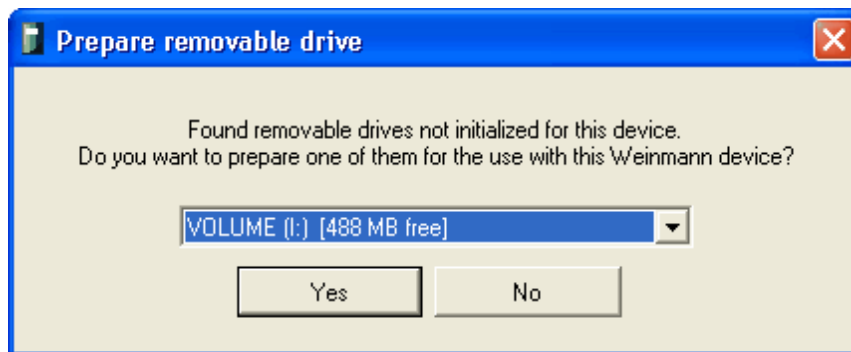 Prepare removable drive
Found removable drives not initialized for this device.
Do you want to prepare one of them for the use with this Weinmann device?
VOLUME (I:) [488 MB free]
Yes
No